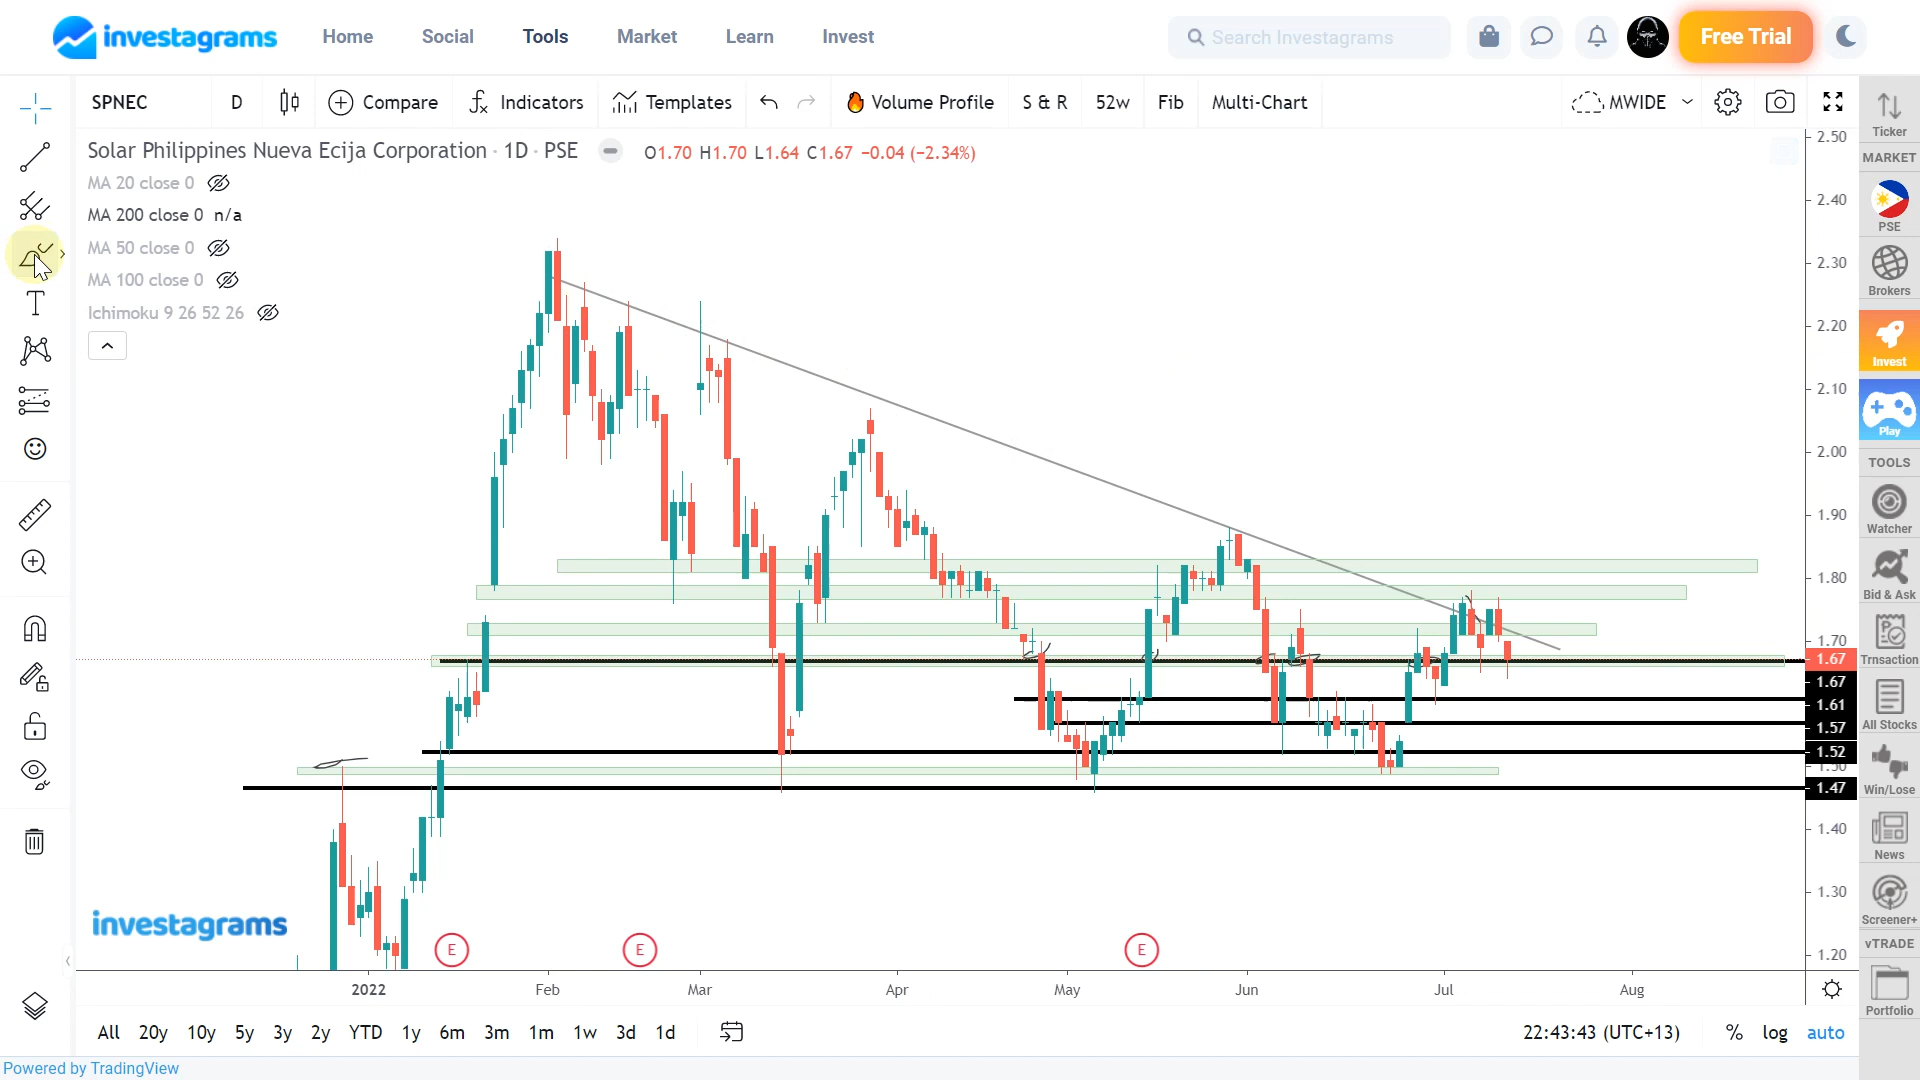 investagrams Home Social Tools Market Learn Invest Search Investagrams Free Trial
SPNEC D Compare Indicators Templates Volume Profile S & R 52w Fib Multi-Chart MWIDE
Solar Philippines Nueva Ecija Corporation · 1D · PSE O1.70 H1.70 L1.64 C1.67 −0.04 (−2.34%)
MA 20 close 0
MA 200 close 0 n/a
MA 50 close 0
MA 100 close 0
Ichimoku 9 26 52 26
2.50
2.40
2.30
2.20
2.10
2.00
1.90
1.80
1.70
1.67
1.67
1.61
1.57
1.52
1.50
1.47
1.40
1.30
1.20
investagrams
E E E
2022 Feb Mar Apr May Jun Jul Aug
All 20y 10y 5y 3y 2y YTD 1y 6m 3m 1m 1w 3d 1d 22:43:43 (UTC+13) % log auto
Powered by TradingView
Ticker
MARKET
PSE
Brokers
Invest
Play
TOOLS
Watcher
Bid & Ask
Trnsaction
All Stocks
Win/Lose
News
Screener+
vTRADE
Portfolio